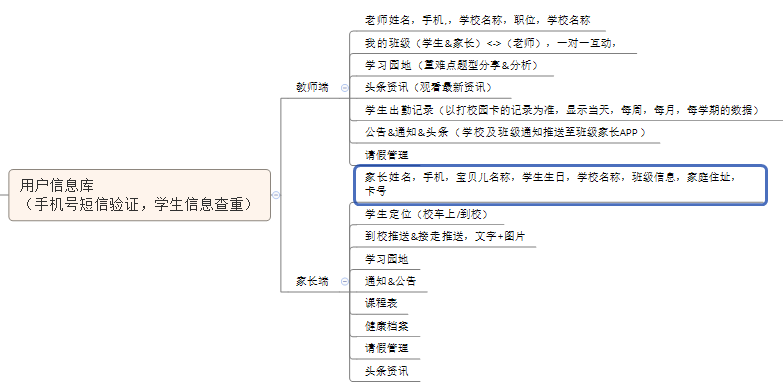 用户信息库
（手机号短信验证，学生信息查重）
教师端
老师姓名，手机,，学校名称，职位，学校名称
我的班级（学生&家长）<->（老师），一对一互动，
学习园地（重难点题型分享&分析）
头条资讯（观看最新资讯）
学生出勤记录（以打校园卡的记录为准，显示当天，每周，每月，每学期的数据）
公告&通知&头条（学校及班级通知推送至班级家长APP）
请假管理
家长端
家长姓名，手机，宝贝儿名称，学生生日，学校名称，班级信息，家庭住址，
卡号
学生定位（校车上/到校）
到校推送&接走推送，文字+图片
学习园地
通知&公告
课程表
健康档案
请假管理
头条资讯